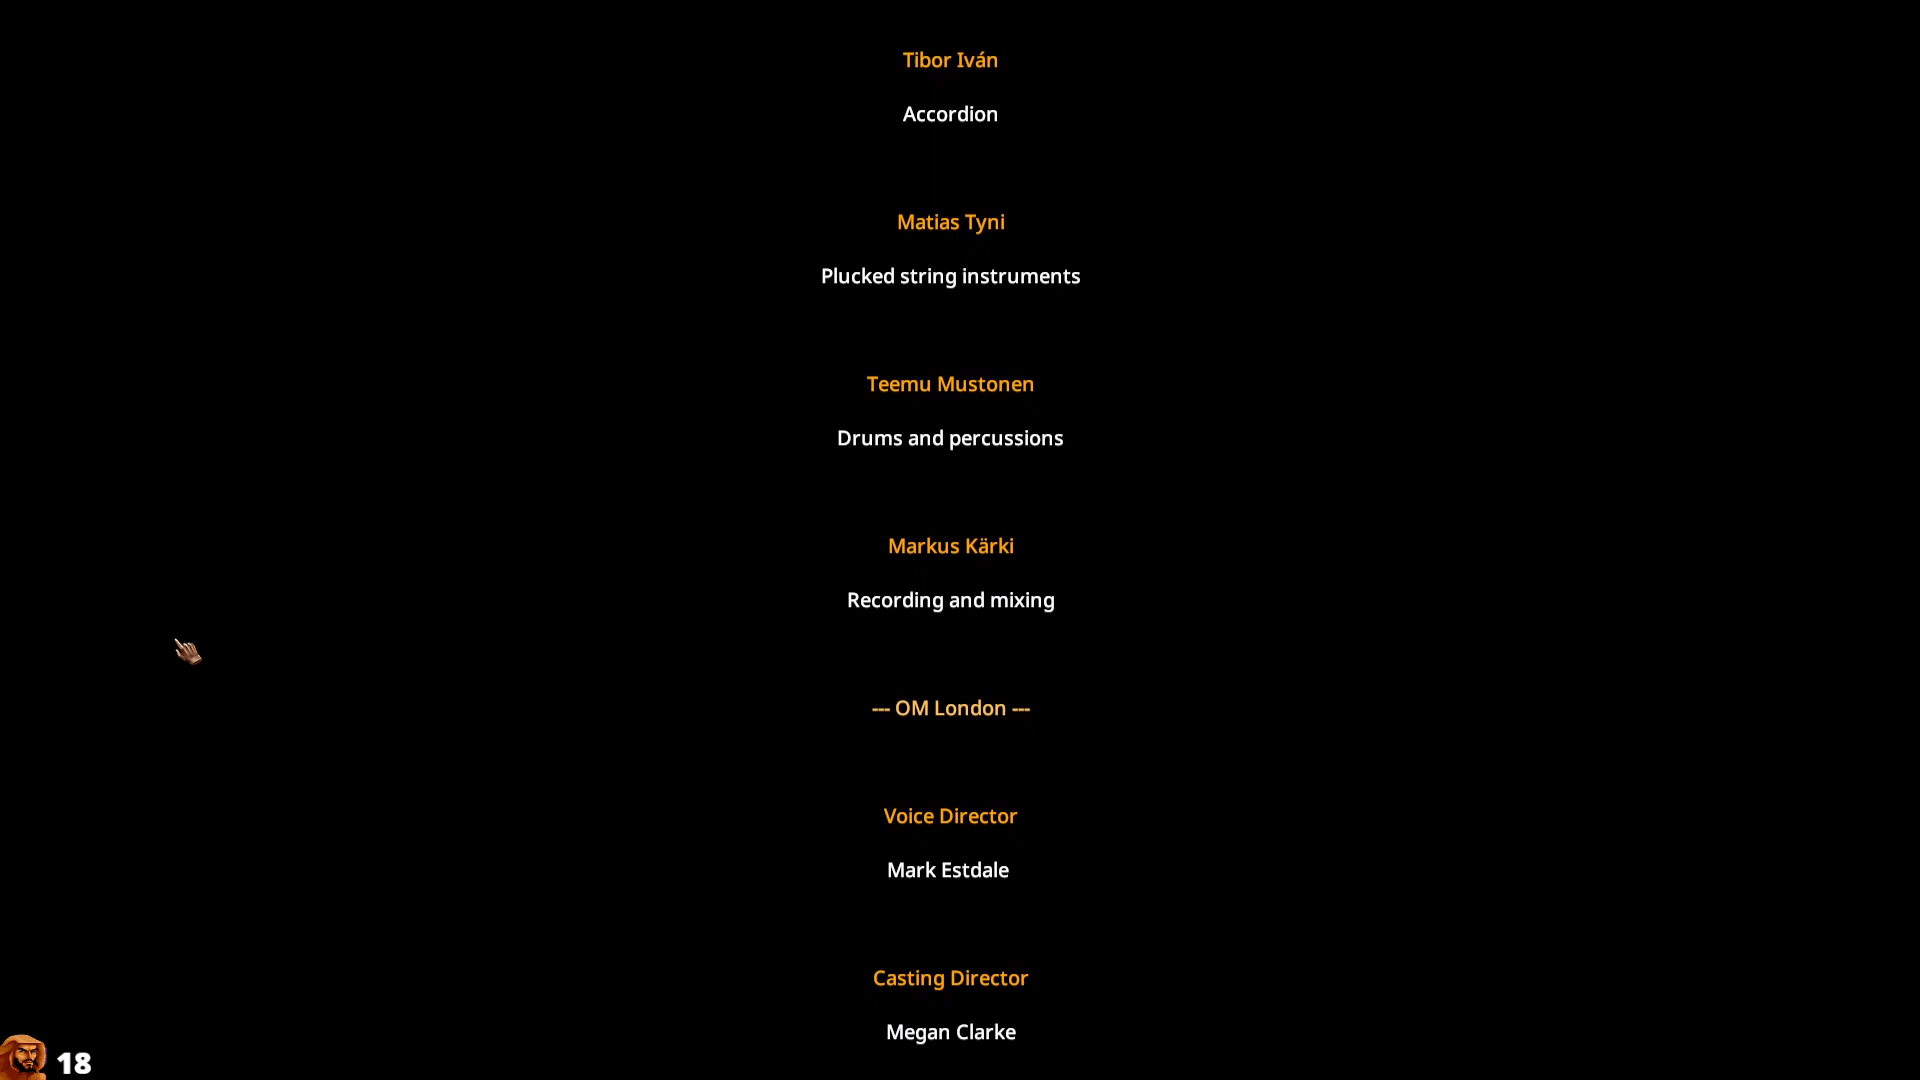 Tibor Iván
Accordion
Matias Tyni
Plucked string instruments
Teemu Mustonen
Drums and percussions
Markus Kärki
Recording and mixing
--- OM London ---
Voice Director
Mark Estdale
Casting Director
Megan Clarke
18